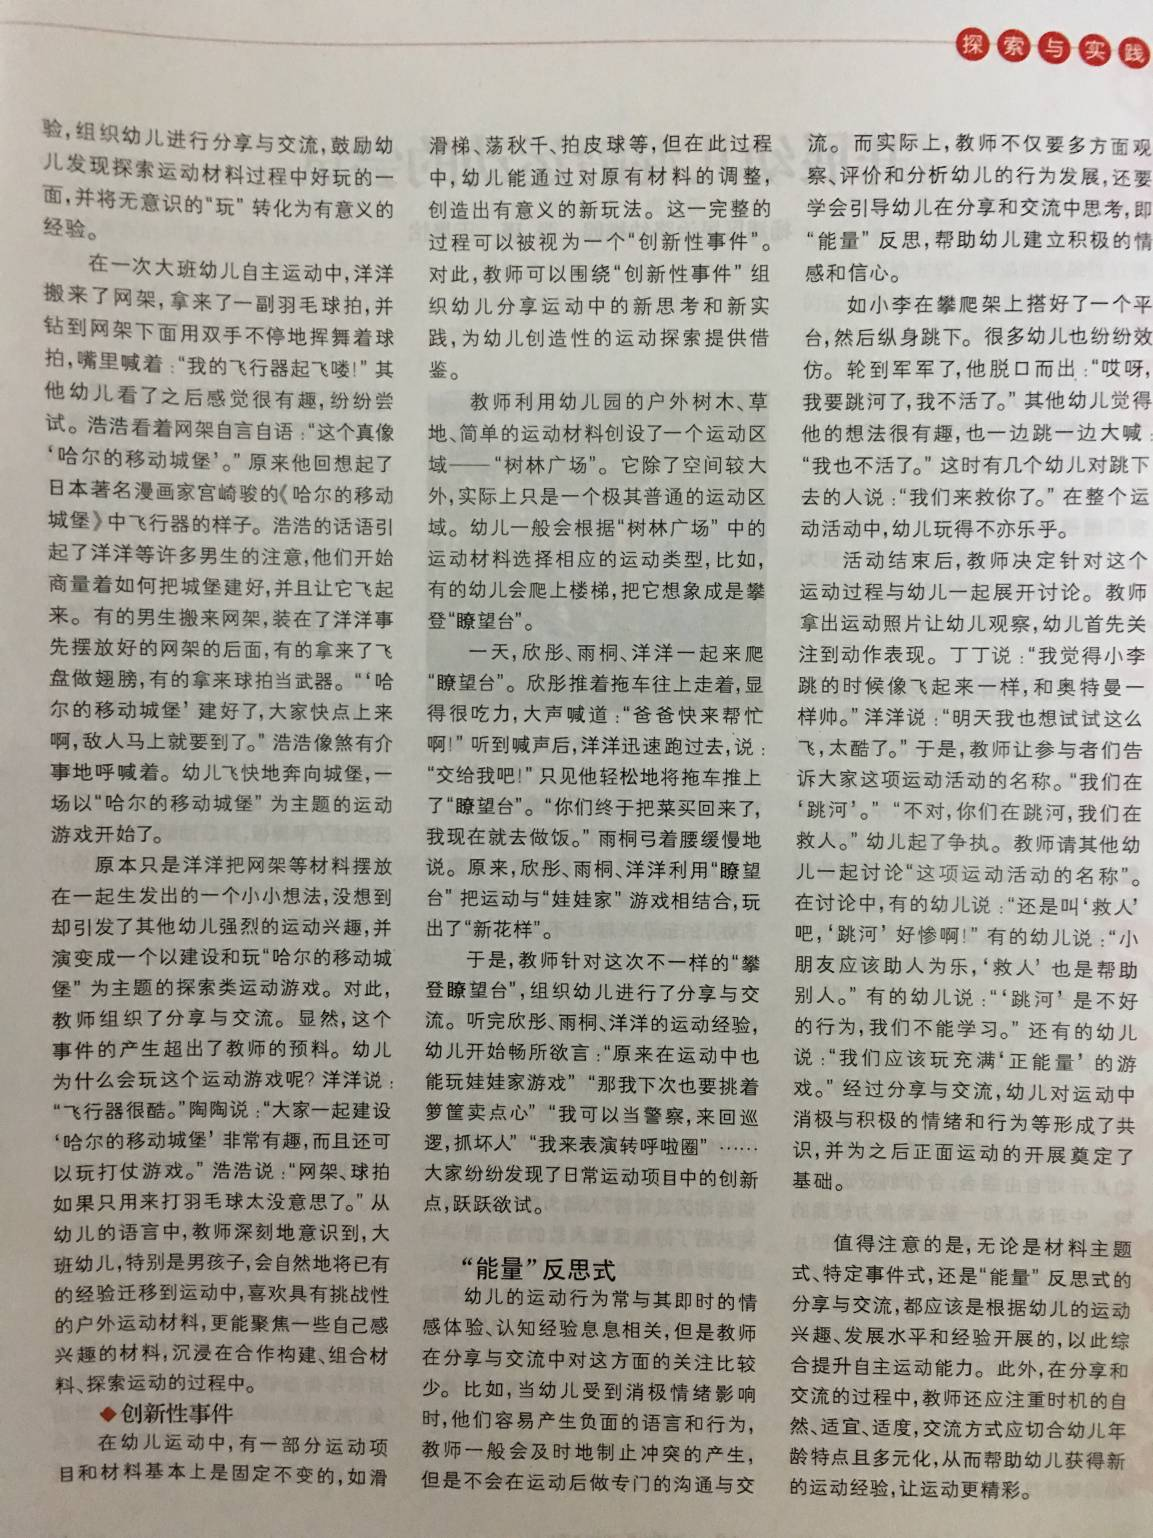 探索与实践
验,组织幼儿进行分享与交流,鼓励幼
儿发现探索运动材料过程中好玩的一
面,并将无意识的“玩”转化为有意义的
经验。
在一次大班幼儿自主运动中,洋洋
搬来了网架,拿来了一副羽毛球拍,并
钻到网架下面用双手不停地挥舞着球
拍,嘴里喊着:“我的飞行器起飞喽!”其
他幼儿看了之后感觉很有趣,纷纷尝
试。浩浩看着网架自言自语:“这个真像
‘哈尔的移动城堡’。”原来他回想起了
日本著名漫画家宫崎骏的《哈尔的移动
城堡》中飞行器的样子。浩浩的话语引
起了洋洋等许多男生的注意,他们开始
商量着如何把城堡建好,并且让它飞起
来。有的男生搬来网架,装在了洋洋事
先摆放好的网架的后面,有的拿来了飞
盘做翅膀,有的拿来球拍当武器。“‘哈
尔的移动城堡’建好了,大家快点上来
啊,敌人马上就要到了。”浩浩像煞有介
事地呼喊着。幼儿飞快地奔向城堡,一
场以“哈尔的移动城堡”为主题的运动
游戏开始了。
原本只是洋洋把网架等材料摆放
在一起生发出的一个小小想法,没想到
却引发了其他幼儿强烈的运动兴趣,并
演变成一个以建设和玩“哈尔的移动城
堡”为主题的探索类运动游戏。对此,
教师组织了分享与交流。显然,这个
事件的产生超出了教师的预料。幼儿
为什么会玩这个运动游戏呢?洋洋说:
“飞行器很酷。”陶陶说:“大家一起建设
‘哈尔的移动城堡’非常有趣,而且还可
以玩打仗游戏。”浩浩说:“网架、球拍
如果只用来打羽毛球太没意思了。”从
幼儿的语言中,教师深刻地意识到,大
班幼儿,特别是男孩子,会自然地将已有
的经验迁移到运动中,喜欢具有挑战性
的户外运动材料,更能聚焦一些自己感
兴趣的材料,沉浸在合作构建、组合材
料、探索运动的过程中。
◆创新性事件
在幼儿运动中,有一部分运动项
目和材料基本上是固定不变的,如滑
滑梯、荡秋千、拍皮球等,但在此过程
中,幼儿能通过对原有材料的调整,
创造出有意义的新玩法。这一完整的
过程可以被视为一个“创新性事件”。
对此,教师可以围绕“创新性事件”组
织幼儿分享运动中的新思考和新实
践,为幼儿创造性的运动探索提供借
鉴。
教师利用幼儿园的户外树木、草
地、简单的运动材料创设了一个运动区
域——“树林广场”。它除了空间较大
外,实际上只是一个极其普通的运动区
域。幼儿一般会根据“树林广场”中的
运动材料选择相应的运动类型,比如,
有的幼儿会爬上楼梯,把它想象成是攀
登“瞭望台”。
一天,欣彤、雨桐、洋洋一起来爬
“瞭望台”。欣彤推着拖车往上走着,显
得很吃力,大声喊道:“爸爸快来帮忙
啊!”听到喊声后,洋洋迅速跑过去,说:
“交给我吧!”只见他轻松地将拖车推上
了“瞭望台”。“你们终于把菜买回来了,
我现在就去做饭。”雨桐弓着腰缓慢地
说。原来,欣彤、雨桐、洋洋利用“瞭望
台”把运动与“娃娃家”游戏相结合,玩
出了“新花样”。
于是,教师针对这次不一样的“攀
登瞭望台”,组织幼儿进行了分享与交
流。听完欣彤、雨桐、洋洋的运动经验,
幼儿开始畅所欲言:“原来在运动中也
能玩娃娃家游戏”“那我下次也要挑着
箩筐卖点心”“我可以当警察,来回巡
逻,抓坏人”“我来表演转呼啦圈”……
大家纷纷发现了日常运动项目中的创新
点,跃跃欲试。
“能量”反思式
幼儿的运动行为常与其即时的情
感体验、认知经验息息相关,但是教师
在分享与交流中对这方面的关注比较
少。比如,当幼儿受到消极情绪影响
时,他们容易产生负面的语言和行为,
教师一般会及时地制止冲突的产生,
但是不会在运动后做专门的沟通与交
流。而实际上,教师不仅要多方面观
察、评价和分析幼儿的行为发展,还要
学会引导幼儿在分享和交流中思考,即
“能量”反思,帮助幼儿建立积极的情
感和信心。
如小李在攀爬架上搭好了一个平
台,然后纵身跳下。很多幼儿也纷纷效
仿。轮到军军了,他脱口而出:“哎呀,
我要跳河了,我不活了。”其他幼儿觉得
他的想法很有趣,也一边跳一边大喊:
“我也不活了。”这时有几个幼儿对跳下
去的人说:“我们来救你了。”在整个运
动活动中,幼儿玩得不亦乐乎。
活动结束后,教师决定针对这个
运动过程与幼儿一起展开讨论。教师
拿出运动照片让幼儿观察,幼儿首先关
注到动作表现。丁丁说:“我觉得小李
跳的时候像飞起来一样,和奥特曼一
样帅。”洋洋说:“明天我也想试试这么
飞,太酷了。”于是,教师让参与者们告
诉大家这项运动活动的名称。“我们在
‘跳河’。”“不对,你们在跳河,我们在
救人。”幼儿起了争执。教师请其他幼
儿一起讨论“这项运动活动的名称”。
在讨论中,有的幼儿说:“还是叫‘救人’
吧,‘跳河’好惨啊!”有的幼儿说:“小
朋友应该助人为乐,‘救人’也是帮助
别人。”有的幼儿说:“‘跳河’是不好
的行为,我们不能学习。”还有的幼儿
说:“我们应该玩充满‘正能量’的游
戏。”经过分享与交流,幼儿对运动中
消极与积极的情绪和行为等形成了共
识,并为之后正面运动的开展奠定了
基础。
值得注意的是,无论是材料主题
式、特定事件式,还是“能量”反思式的
分享与交流,都应该是根据幼儿的运动
兴趣、发展水平和经验开展的,以此综
合提升自主运动能力。此外,在分享和
交流的过程中,教师还应注重时机的自
然、适宜、适度,交流方式应切合幼儿年
龄特点且多元化,从而帮助幼儿获得新
的运动经验,让运动更精彩。